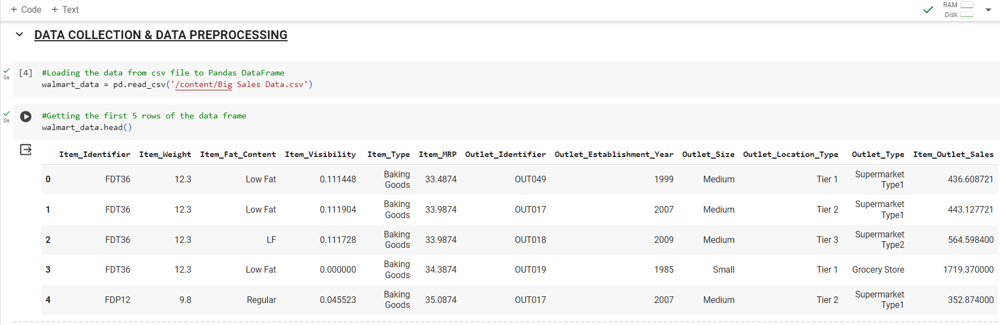 + Code + Text
RAM
Disk
DATA COLLECTION & DATA PREPROCESSING
[4] #Loading the data from csv file to Pandas DataFrame
0s walmart_data = pd.read_csv('/content/Big Sales Data.csv')
#Getting the first 5 rows of the data frame
0s walmart_data.head()
Item_Identifier Item_Weight Item_Fat_Content Item_Visibility Item_Type Item_MRP Outlet_Identifier Outlet_Establishment_Year Outlet_Size Outlet_Location_Type Outlet_Type Item_Outlet_Sales
0 FDT36 12.3 Low Fat 0.111448 Baking Goods 33.4874 OUT049 1999 Medium Tier 1 Supermarket Type1 436.608721
1 FDT36 12.3 Low Fat 0.111904 Baking Goods 33.9874 OUT017 2007 Medium Tier 2 Supermarket Type1 443.127721
2 FDT36 12.3 LF 0.111728 Baking Goods 33.9874 OUT018 2009 Medium Tier 3 Supermarket Type2 564.598400
3 FDT36 12.3 Low Fat 0.000000 Baking Goods 34.3874 OUT019 1985 Small Tier 1 Grocery Store 1719.370000
4 FDP12 9.8 Regular 0.045523 Baking Goods 35.0874 OUT017 2007 Medium Tier 2 Supermarket Type1 352.874000